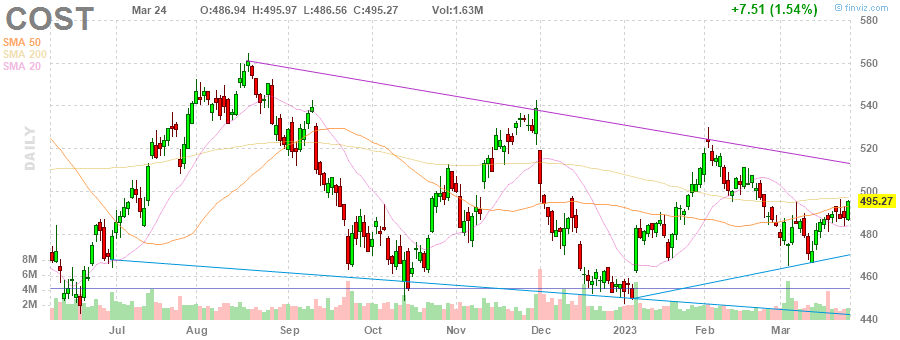 COST Mar 24 O:486.94 H:495.97 L:486.56 C:495.27 Vol:1.63M +7.51 (1.54%) © finviz.com
SMA 50
SMA 200
SMA 20
DAILY
580
560
540
520
500
495.27
480
460
440
8M
6M
4M
2M
Jul Aug Sep Oct Nov Dec 2023 Feb Mar